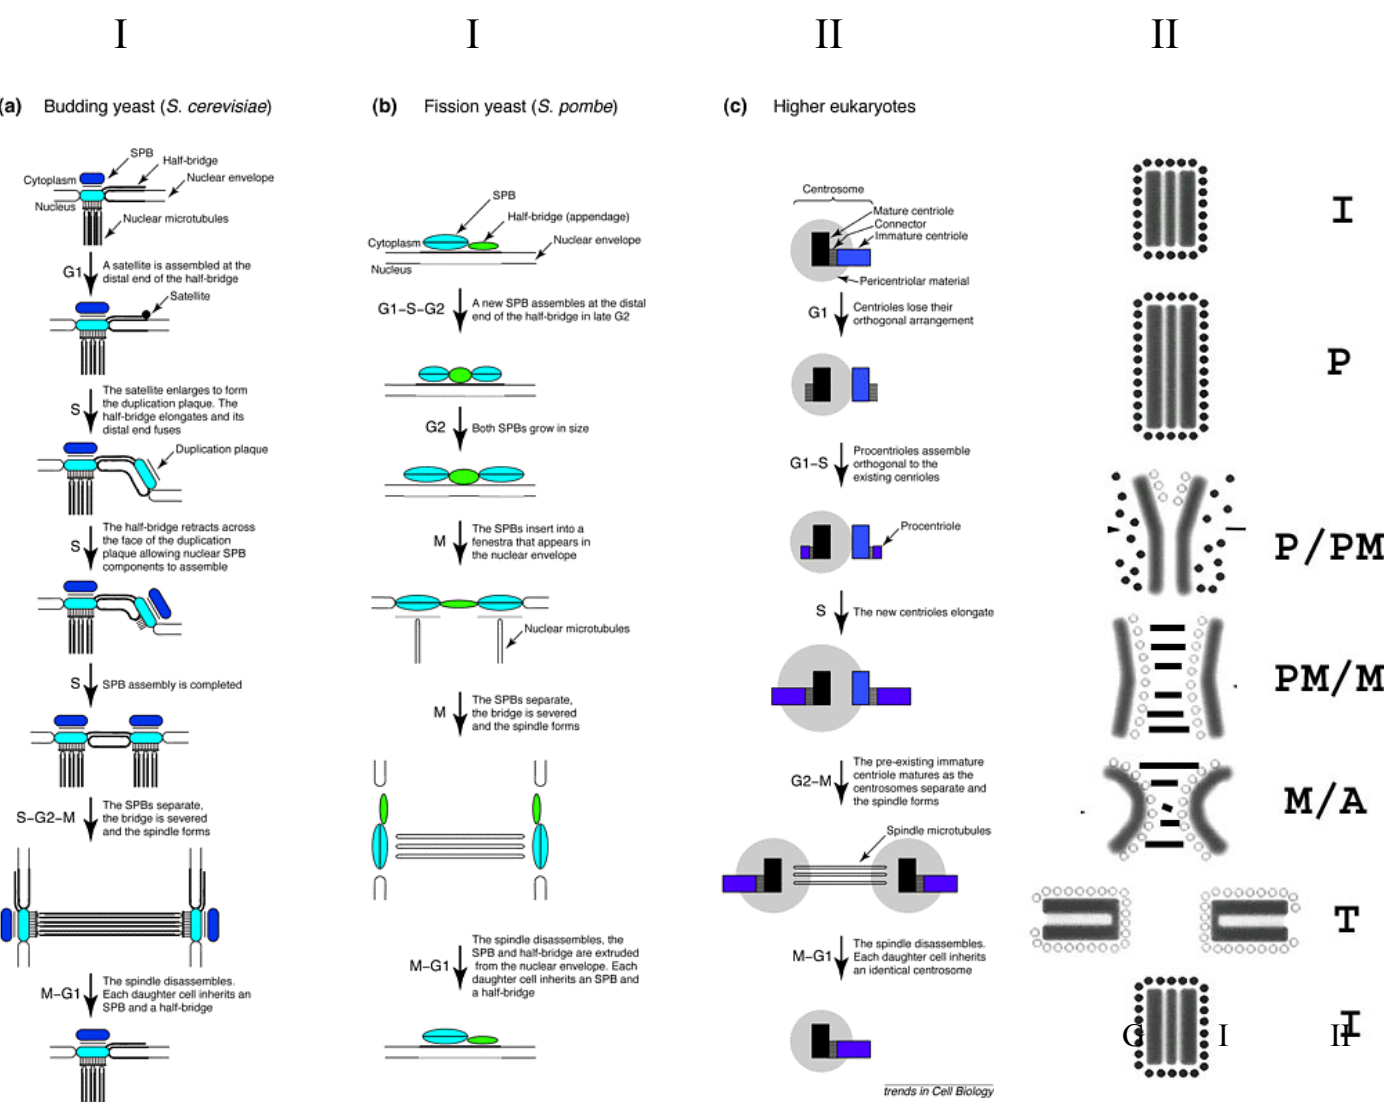 I
I
II
II
(a) Budding yeast (S. cerevisiae)
SPB
Half-bridge
Cytoplasm
Nuclear envelope
Nucleus
Nuclear microtubules
G1
A satellite is assembled at the
distal end of the half-bridge
Satellite
S
The satellite enlarges to form
the duplication plaque. The
half-bridge elongates and its
distal end fuses
Duplication plaque
S
The half-bridge retracts across
the face of the duplication
plaque allowing nuclear SPB
components to assemble
S
SPB assembly is completed
S–G2–M
The SPBs separate,
the bridge is severed
and the spindle forms
M–G1
The spindle disassembles.
Each daughter cell inherits an
SPB and a half-bridge
(b) Fission yeast (S. pombe)
SPB
Half-bridge (appendage)
Cytoplasm
Nuclear envelope
Nucleus
G1–S–G2
A new SPB assembles at the distal
end of the half-bridge in late G2
G2
Both SPBs grow in size
M
The SPBs insert into a
fenestra that appears in
the nuclear envelope
Nuclear microtubules
M
The SPBs separate,
the bridge is severed
and the spindle forms
M–G1
The spindle disassembles, the
SPB and half-bridge are extruded
from the nuclear envelope. Each
daughter cell inherits an SPB and
a half-bridge
(c) Higher eukaryotes
Centrosome
Mature centriole
Connector
Immature centriole
Pericentriolar material
G1
Centrioles lose their
orthogonal arrangement
G1–S
Procentrioles assemble
orthogonal to the
existing cenrioles
Procentriole
S
The new centrioles elongate
G2–M
The pre-existing immature
centriole matures as the
centrosomes separate and
the spindle forms
Spindle microtubules
M–G1
The spindle disassembles.
Each daughter cell inherits
an identical centrosome
trends in Cell Biology
I
P
P/PM
PM/M
M/A
T
I
G I II